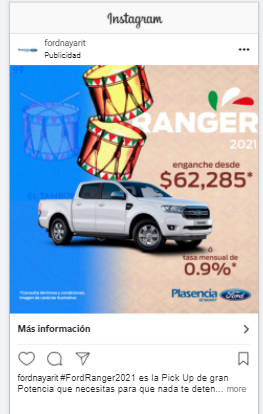 Instagram
fordnayarit
Publicidad
RANGER
2021
enganche desde
$62,285*
EL TAMBOR
ó
tasa mensual de
0.9%*
*Consulta términos y condiciones.
Imagen de carácter ilustrativo
Plasencia Ford
Más información
fordnayarit #FordRanger2021 es la Pick Up de gran
Potencia que necesitas para que nada te deten... more